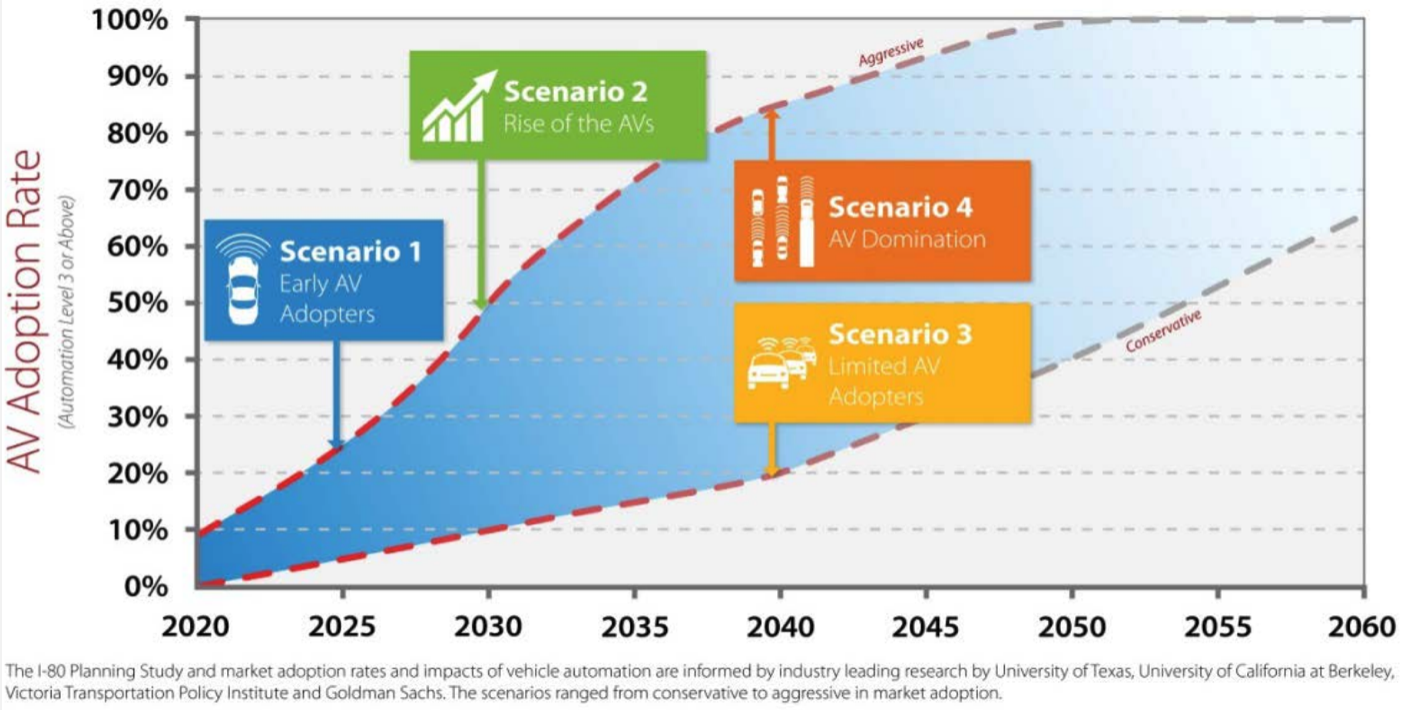 AV Adoption Rate
(Automation Level 3 or Above)
100%
90%
80%
70%
60%
50%
40%
30%
20%
10%
0%
Scenario 1
Early AV
Adopters
Scenario 2
Rise of the AVs
Aggressive
Scenario 4
AV Domination
Scenario 3
Limited AV
Adopters
Conservative
2020
2025
2030
2035
2040
2045
2050
2055
2060
The I-80 Planning Study and market adoption rates and impacts of vehicle automation are informed by industry leading research by University of Texas, University of California at Berkeley,
Victoria Transportation Policy Institute and Goldman Sachs. The scenarios ranged from conservative to aggressive in market adoption.